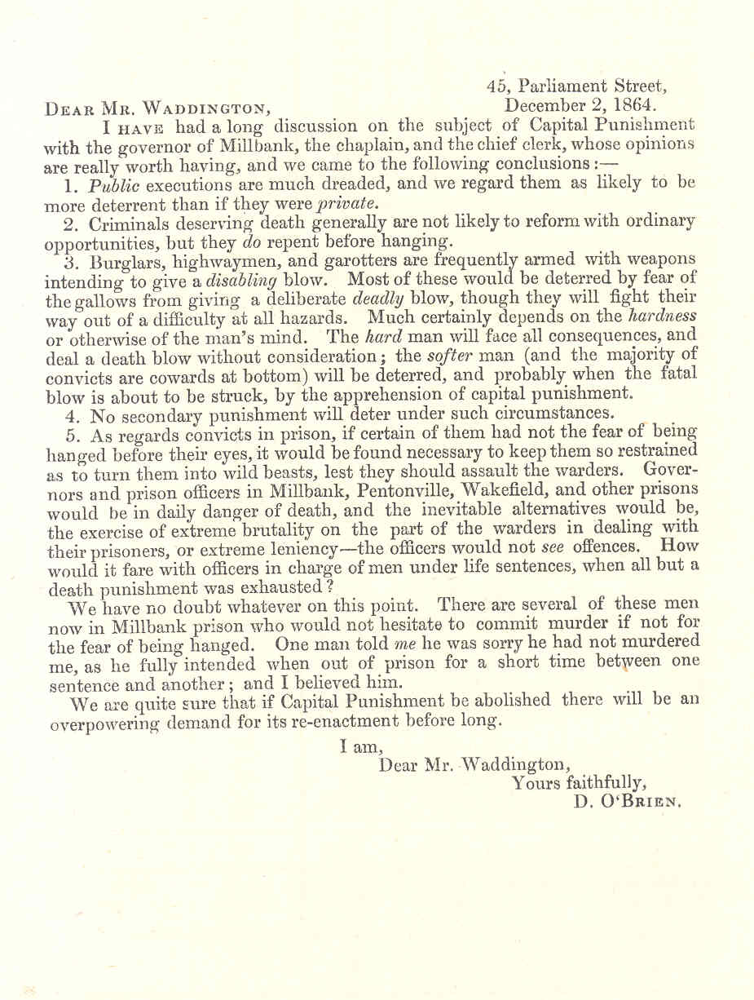 45, Parliament Street,
DEAR MR. WADDINGTON, December 2, 1864.
I HAVE had a long discussion on the subject of Capital Punishment
with the governor of Millbank, the chaplain, and the chief clerk, whose opinions
are really worth having, and we came to the following conclusions:—
1. Public executions are much dreaded, and we regard them as likely to be
more deterrent than if they were private.
2. Criminals deserving death generally are not likely to reform with ordinary
opportunities, but they do repent before hanging.
3. Burglars, highwaymen, and garotters are frequently armed with weapons
intending to give a disabling blow. Most of these would be deterred by fear of
the gallows from giving a deliberate deadly blow, though they will fight their
way out of a difficulty at all hazards. Much certainly depends on the hardness
or otherwise of the man's mind. The hard man will face all consequences, and
deal a death blow without consideration; the softer man (and the majority of
convicts are cowards at bottom) will be deterred, and probably when the fatal
blow is about to be struck, by the apprehension of capital punishment.
4. No secondary punishment will deter under such circumstances.
5. As regards convicts in prison, if certain of them had not the fear of being
hanged before their eyes, it would be found necessary to keep them so restrained
as to turn them into wild beasts, lest they should assault the warders. Gover-
nors and prison officers in Millbank, Pentonville, Wakefield, and other prisons
would be in daily danger of death, and the inevitable alternatives would be,
the exercise of extreme brutality on the part of the warders in dealing with
their prisoners, or extreme leniency—the officers would not see offences. How
would it fare with officers in charge of men under life sentences, when all but a
death punishment was exhausted?
We have no doubt whatever on this point. There are several of these men
now in Millbank prison who would not hesitate to commit murder if not for
the fear of being hanged. One man told me he was sorry he had not murdered
me, as he fully intended when out of prison for a short time between one
sentence and another; and I believed him.
We are quite sure that if Capital Punishment be abolished there will be an
overpowering demand for its re-enactment before long.
I am,
Dear Mr. Waddington,
Yours faithfully,
D. O‘BRIEN.